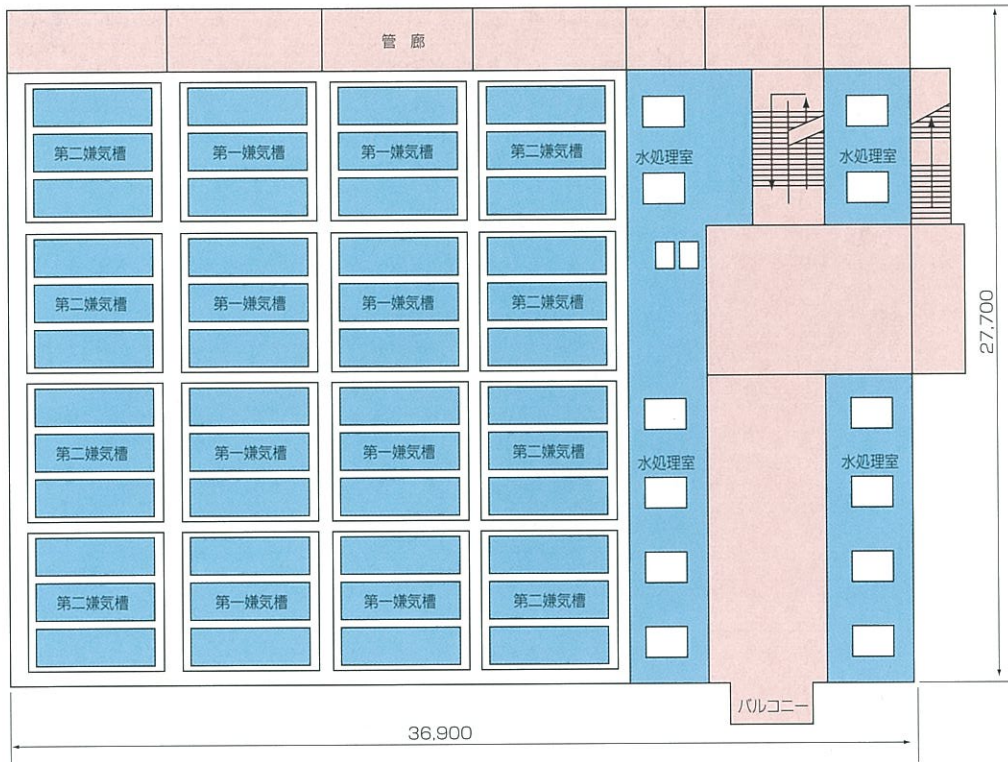 管 廊
第二嫌気槽 第一嫌気槽 第一嫌気槽 第二嫌気槽 水処理室 水処理室
第二嫌気槽 第一嫌気槽 第一嫌気槽 第二嫌気槽
27,700
第二嫌気槽 第一嫌気槽 第一嫌気槽 第二嫌気槽 水処理室 水処理室
第二嫌気槽 第一嫌気槽 第一嫌気槽 第二嫌気槽
バルコニー
36,900